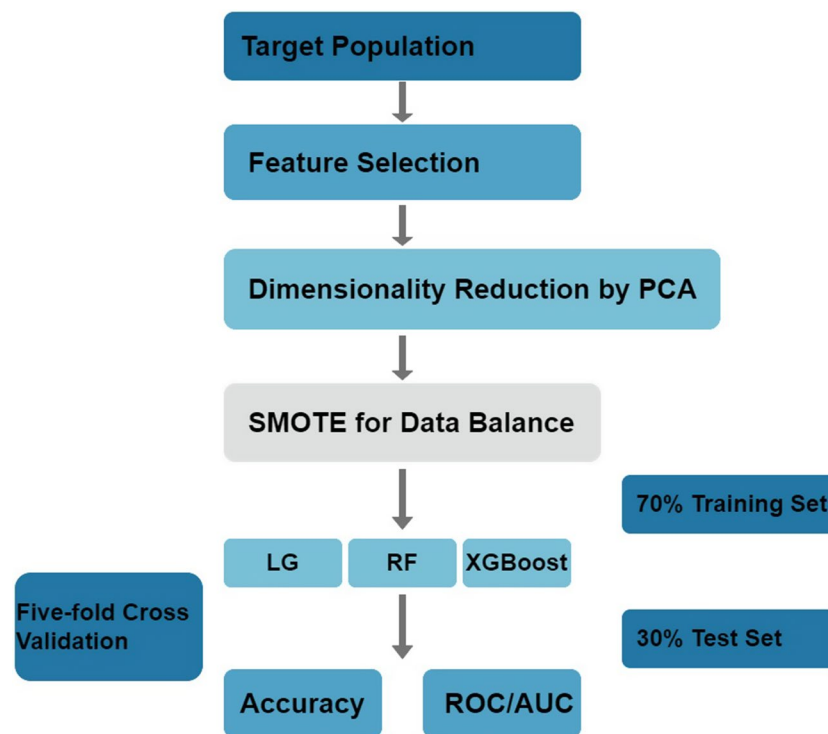 Target Population
Feature Selection
Dimensionality Reduction by PCA
SMOTE for Data Balance
70% Training Set
LG
RF
XGBoost
Five-fold Cross
Validation
30% Test Set
Accuracy
ROC/AUC